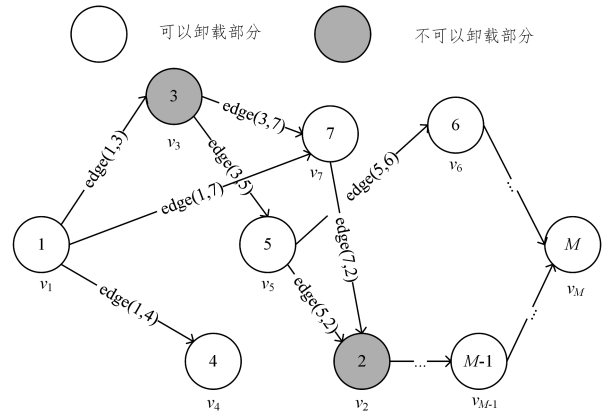 可以卸载部分
不可以卸载部分
3
v3
edge(3,7)
7
v7
6
v6
edge(1,3)
edge(3,5)
edge(1,7)
edge(5,6)
...
1
v1
5
v5
edge(7,2)
M
vM
edge(1,4)
edge(5,2)
...
4
v4
2
v2
...
M-1
vM-1